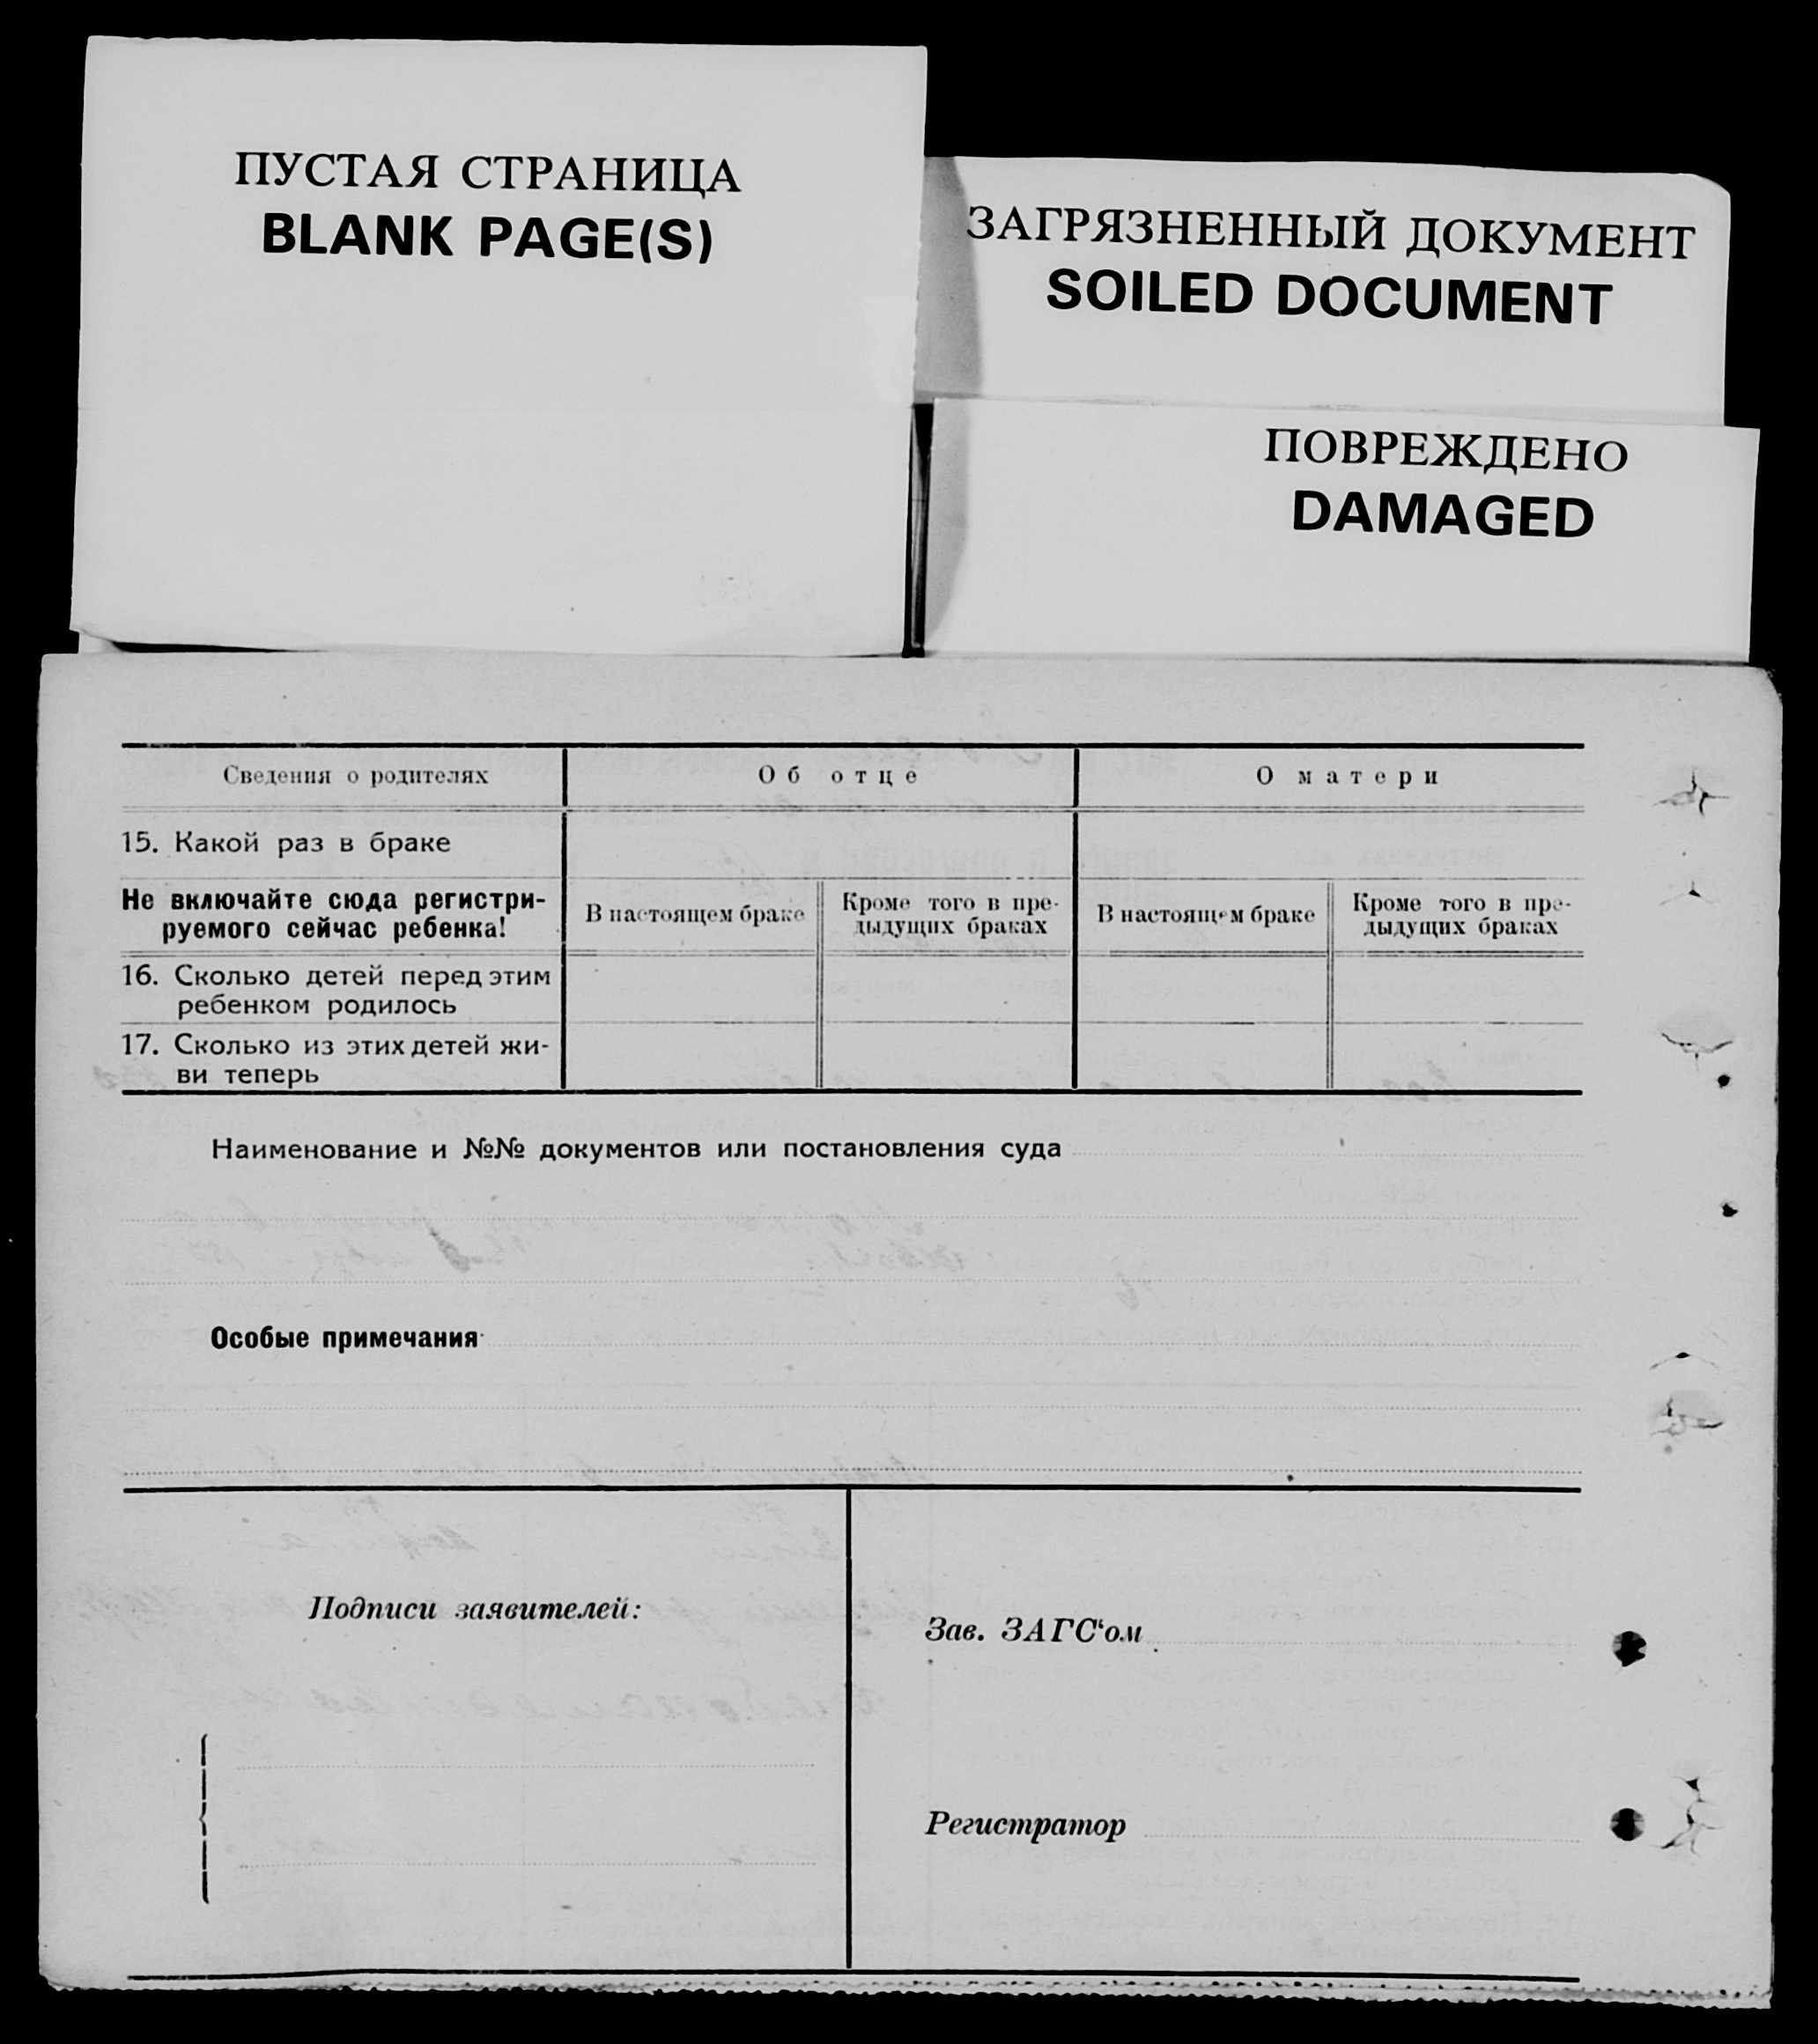 ПУСТАЯ СТРАНИЦА
BLANK PAGE(S)
ЗАГРЯЗНЕННЫЙ ДОКУМЕНТ
SOILED DOCUMENT
ПОВРЕЖДЕНО
DAMAGED
Сведения о родителях
Об отце
О матери
15. Какой раз в браке
Не включайте сюда регистри-
руемого сейчас ребенка!
В настоящем браке
Кроме того в пре-
дыдущих браках
В настоящем браке
Кроме того в пре-
дыдущих браках
16. Сколько детей перед этим
ребенком родилось
17. Сколько из этих детей жи-
ви теперь
Наименование и №№ документов или постановления суда
Особые примечания
Подписи заявителей:
Зав. ЗАГС‘ом
Регистратор